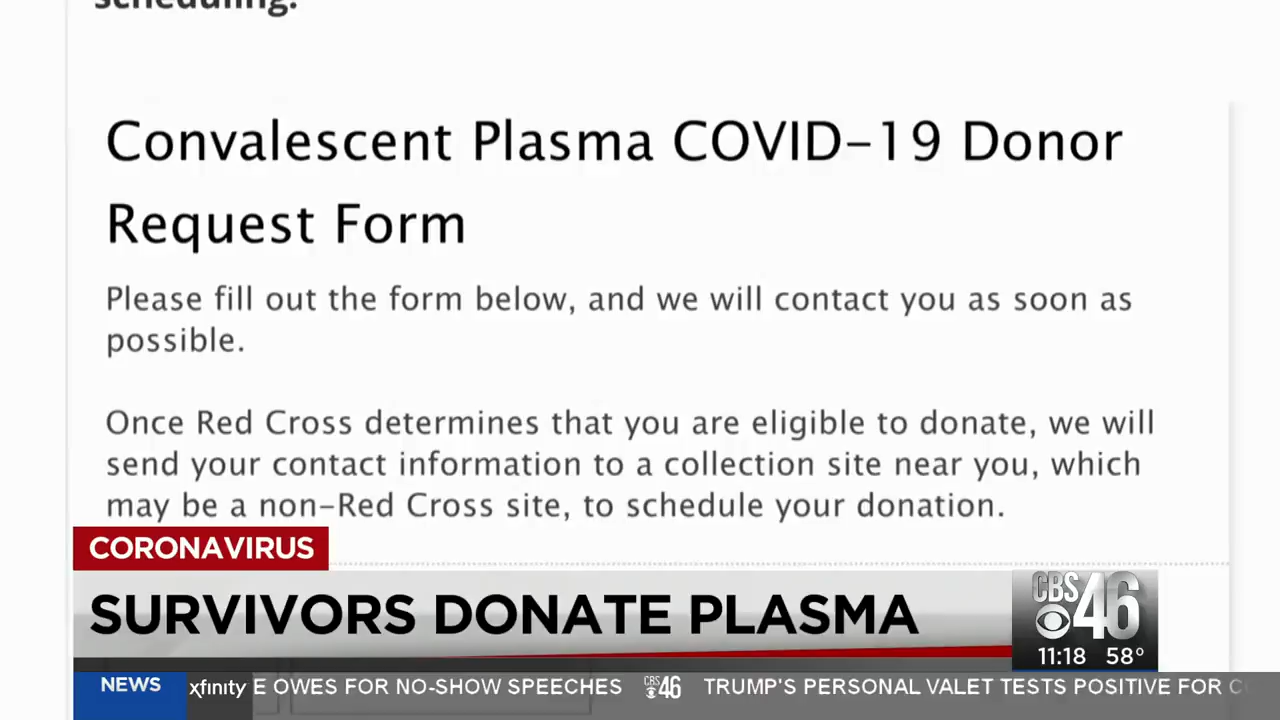 scheduling.
Convalescent Plasma COVID-19 Donor
Request Form
Please fill out the form below, and we will contact you as soon as
possible.
Once Red Cross determines that you are eligible to donate, we will
send your contact information to a collection site near you, which
may be a non-Red Cross site, to schedule your donation.
CORONAVIRUS
SURVIVORS DONATE PLASMA
CBS 46
11:18 58°
NEWS xfinity E OWES FOR NO-SHOW SPEECHES CBS 46 TRUMP'S PERSONAL VALET TESTS POSITIVE FOR C